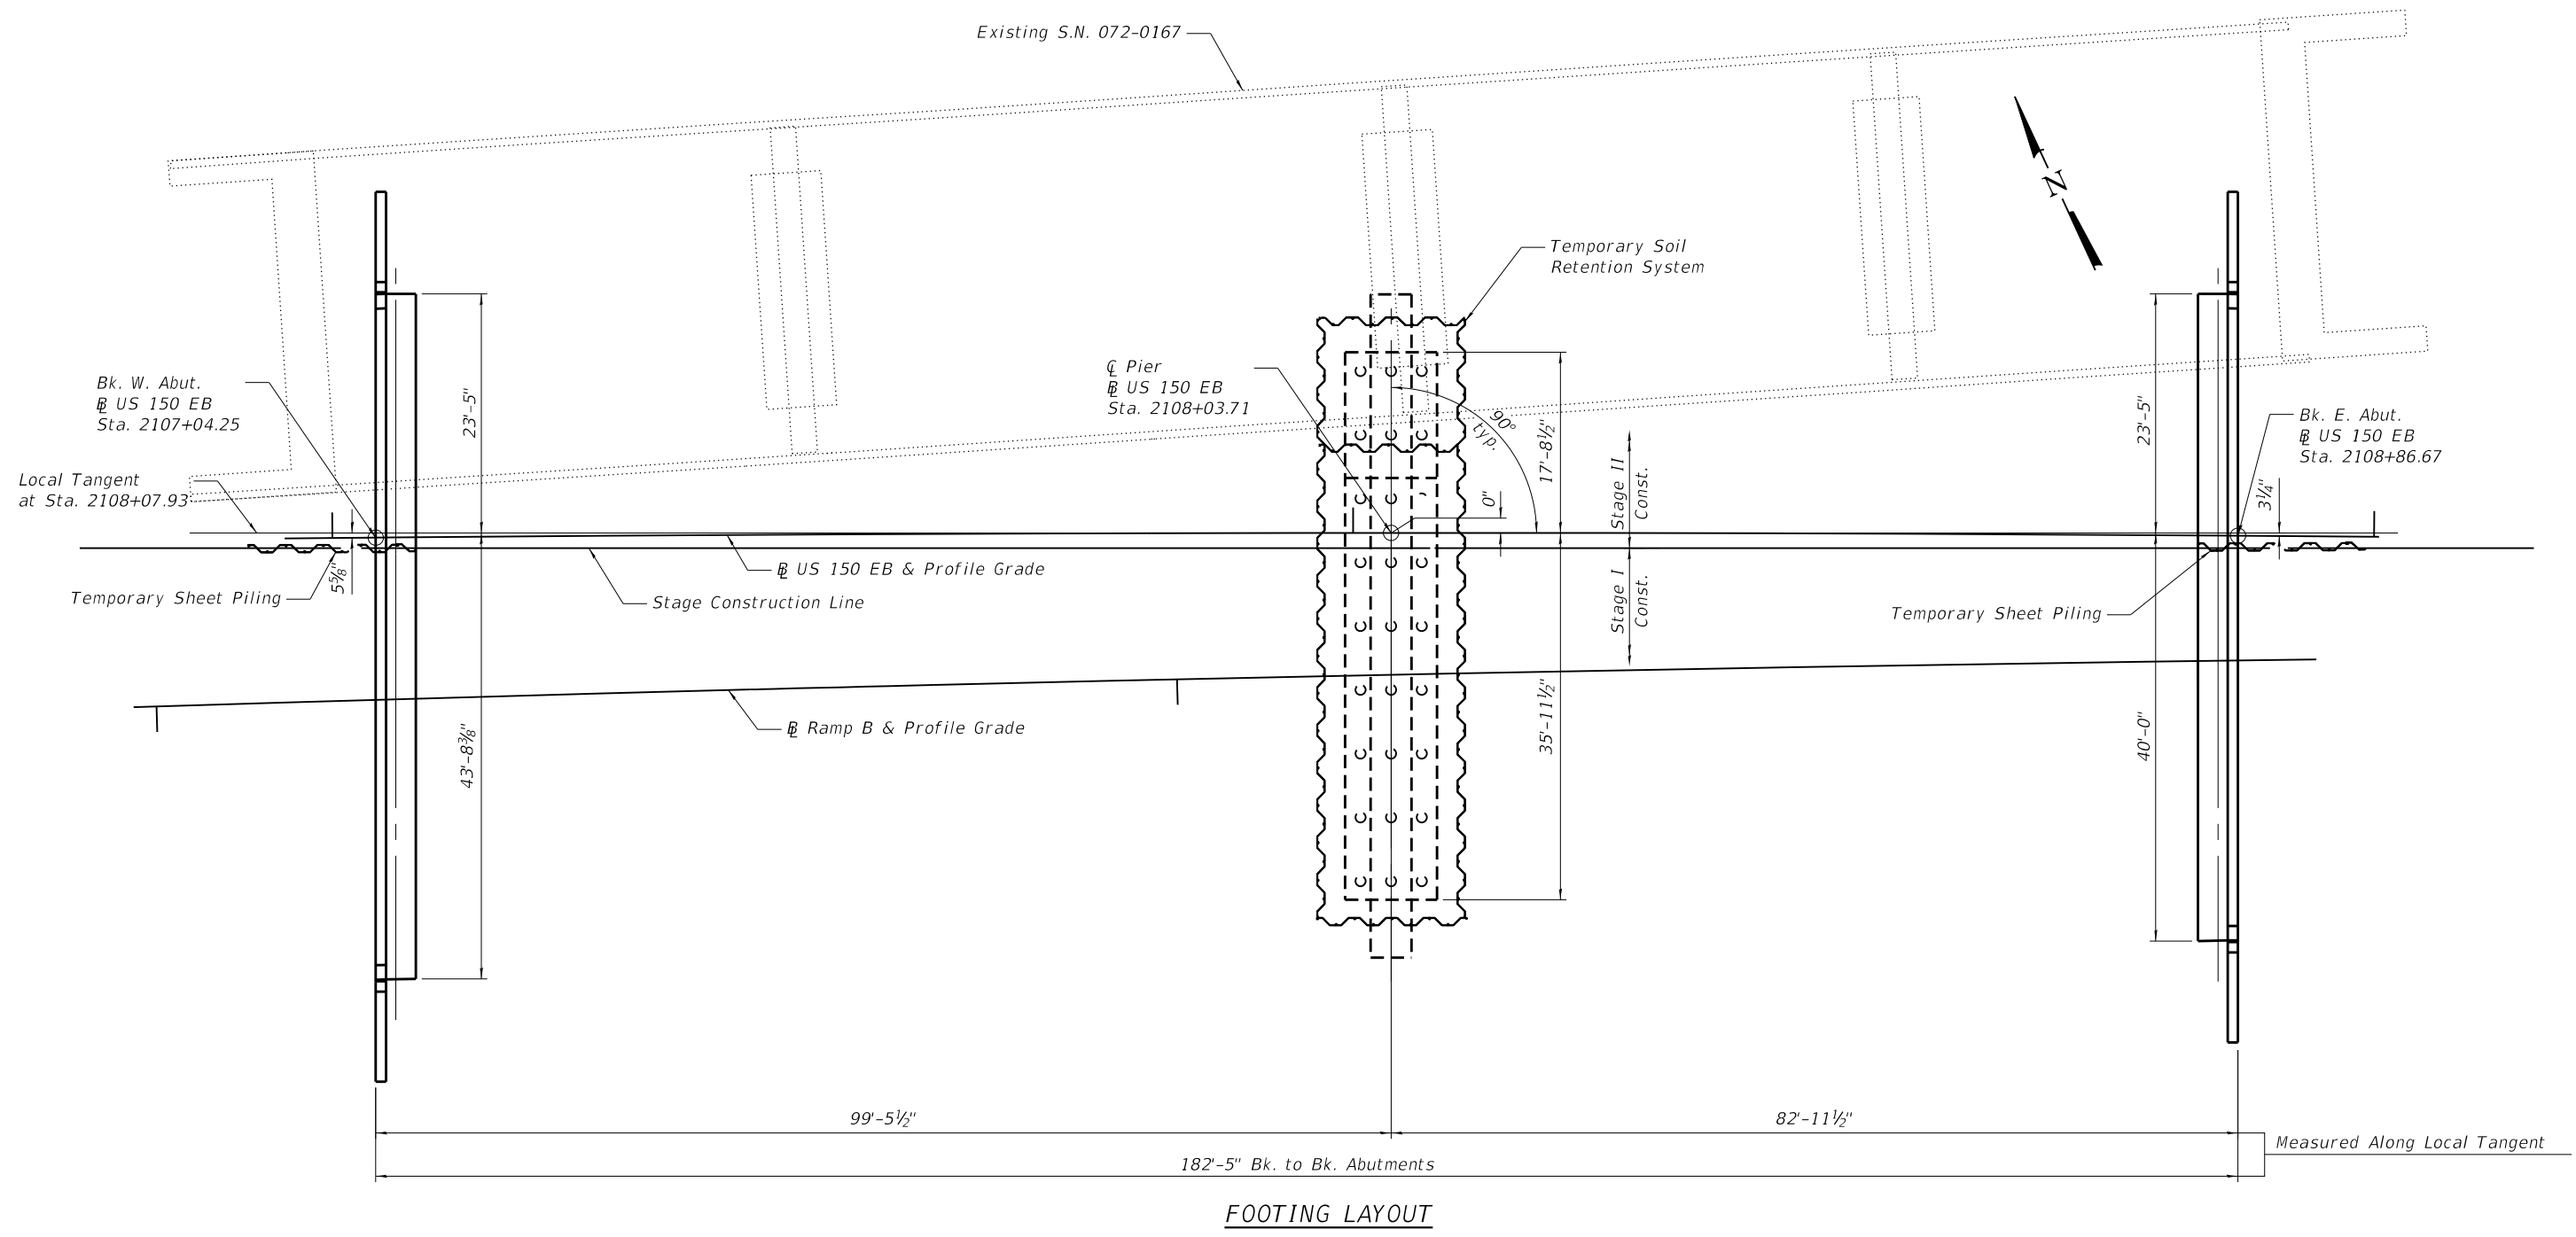 Existing S.N. 072-0167
N
Temporary Soil
Retention System
℄ Pier
BL US 150 EB
Sta. 2108+03.71
Bk. W. Abut.
BL US 150 EB
Sta. 2107+04.25
23'-5"
90°
typ.
17'-8½"
Stage II
Const.
23'-5"
Bk. E. Abut.
BL US 150 EB
Sta. 2108+86.67
Local Tangent
at Sta. 2108+07.93
0"
3¼"
5⅝"
BL US 150 EB & Profile Grade
Temporary Sheet Piling
Stage Construction Line
Stage I
Const.
Temporary Sheet Piling
43'-8⅜"
BL Ramp B & Profile Grade
35'-11½"
40'-0"
99'-5½"
82'-11½"
Measured Along Local Tangent
182'-5" Bk. to Bk. Abutments
FOOTING LAYOUT